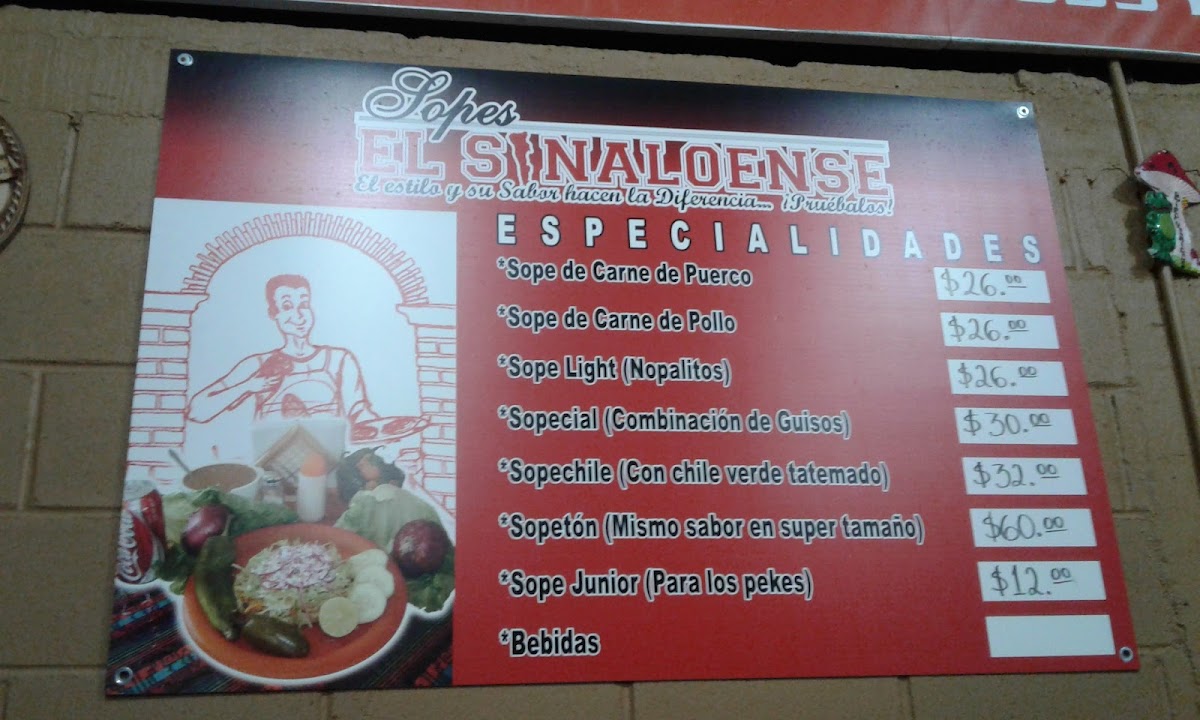 Sopes
EL SINALOENSE
El estilo y su Sabor hacen la Diferencia... ¡Pruébalos!
ESPECIALIDADES
*Sope de Carne de Puerco $26.00
*Sope de Carne de Pollo $26.00
*Sope Light (Nopalitos) $26.00
*Sopecial (Combinación de Guisos) $30.00
*Sopechile (Con chile verde tatemado) $32.00
*Sopetón (Mismo sabor en super tamaño) $60.00
*Sope Junior (Para los pekes) $12.00
*Bebidas
Coca-Cola